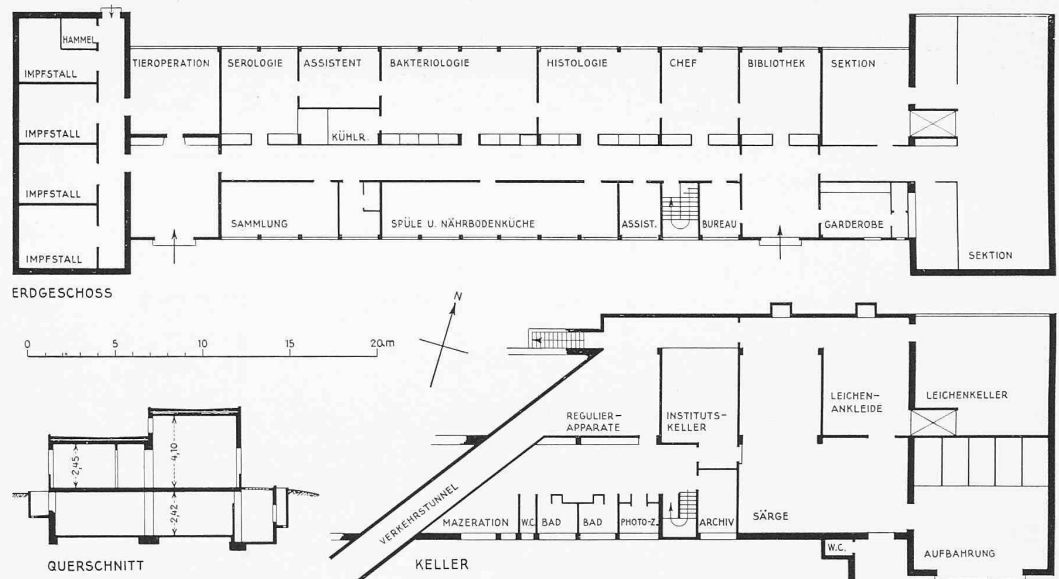 HAMMEL
IMPFSTALL
IMPFSTALL
IMPFSTALL
IMPFSTALL
TIEROPERATION
SEROLOGIE
ASSISTENT
BAKTERIOLOGIE
HISTOLOGIE
CHEF
BIBLIOTHEK
SEKTION
KÜHLR.
SAMMLUNG
SPÜLE U. NÄHRBODENKÜCHE
ASSIST.
BUREAU
GARDEROBE
SEKTION
ERDGESCHOSS
0 5 10 15 20m
N
2,45
4,10
2,42
QUERSCHNITT
REGULIER-
APPARATE
INSTITUTS-
KELLER
LEICHEN-
ANKLEIDE
LEICHENKELLER
VERKEHRSTUNNEL
MAZERATION
W.C.
BAD
BAD
PHOTO-Z.
ARCHIV
SÄRGE
W.C.
AUFBAHRUNG
KELLER